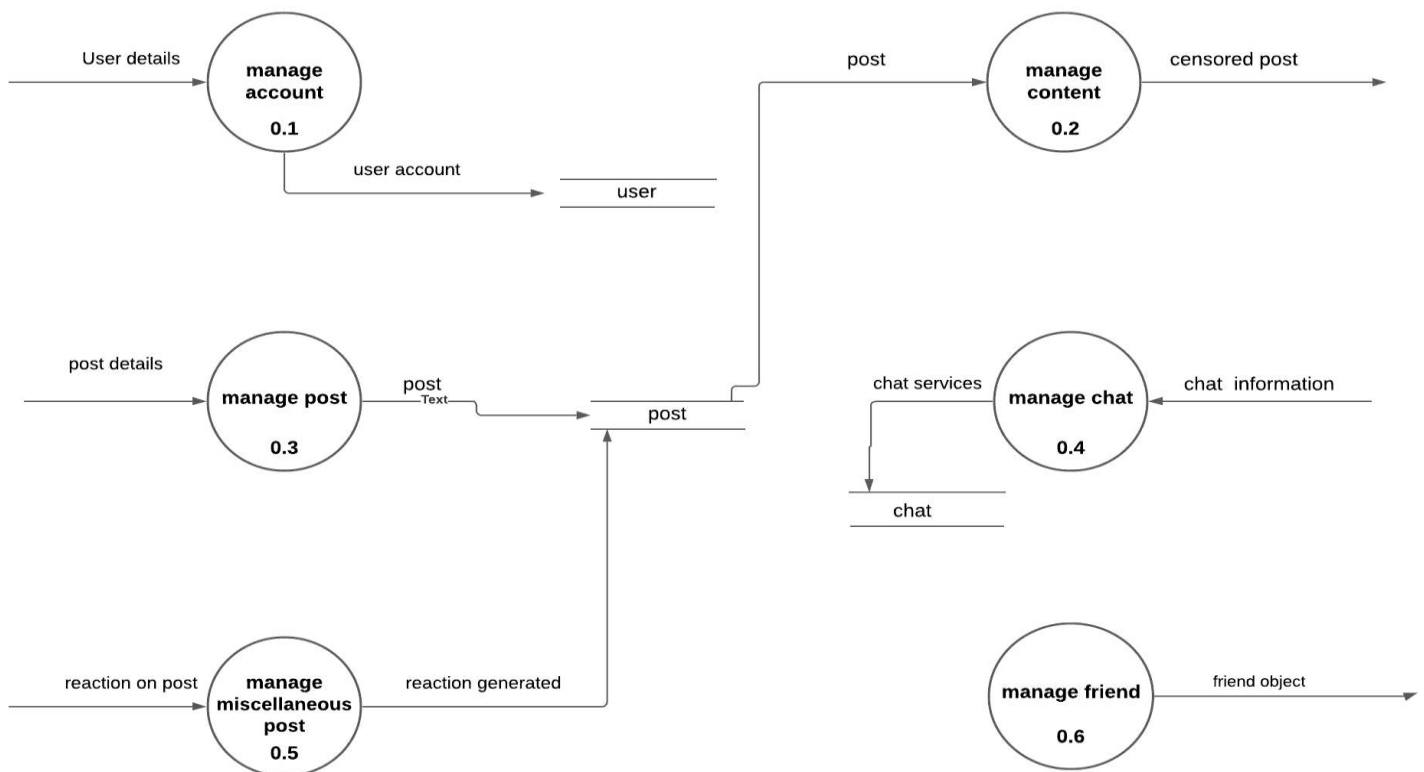 User details
manage
account
0.1
user account
user
post
manage
content
0.2
censored post
post details
manage post
0.3
post
Text
post
chat services
manage chat
0.4
chat  information
chat
reaction on post
manage
miscellaneous
post
0.5
reaction generated
manage friend
0.6
friend object